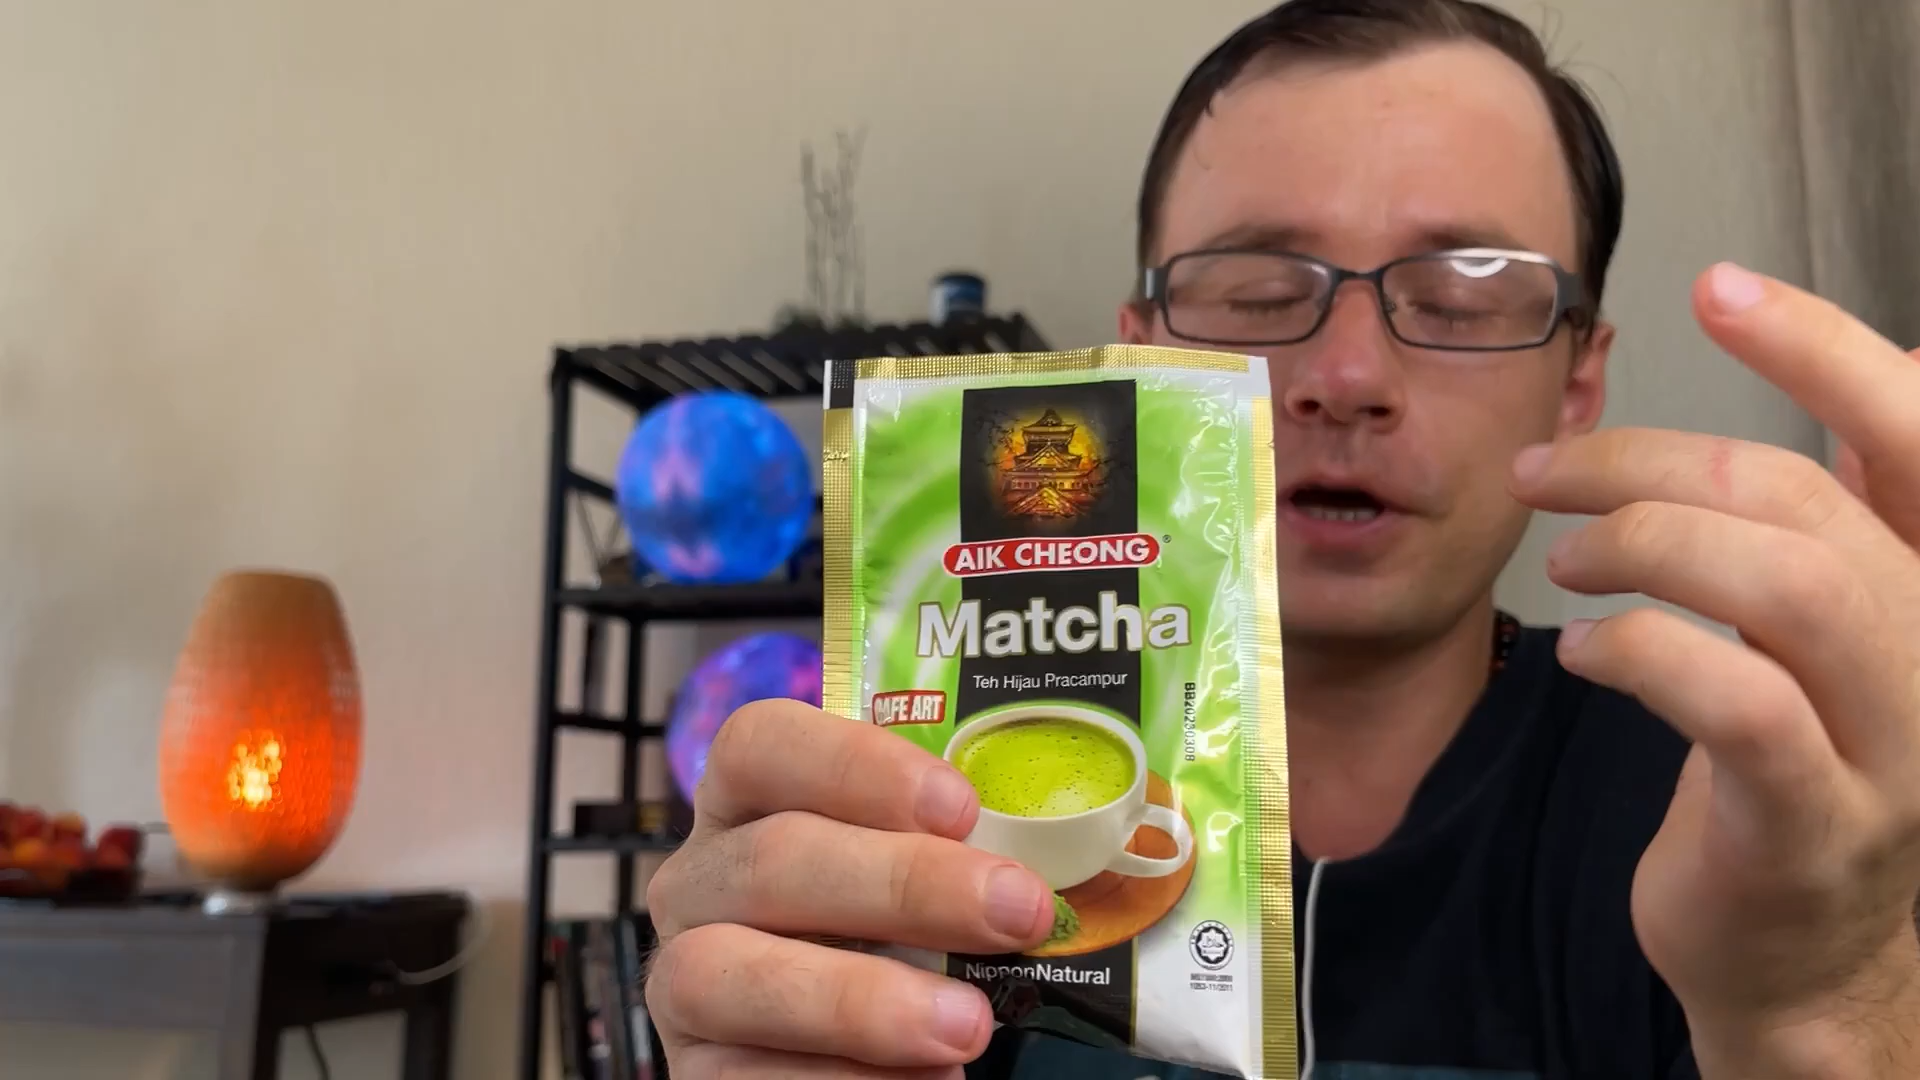 AIK CHEONG®
Matcha
Teh Hijau Pracampur
CAFE ART
BB20230308
NipponNatural